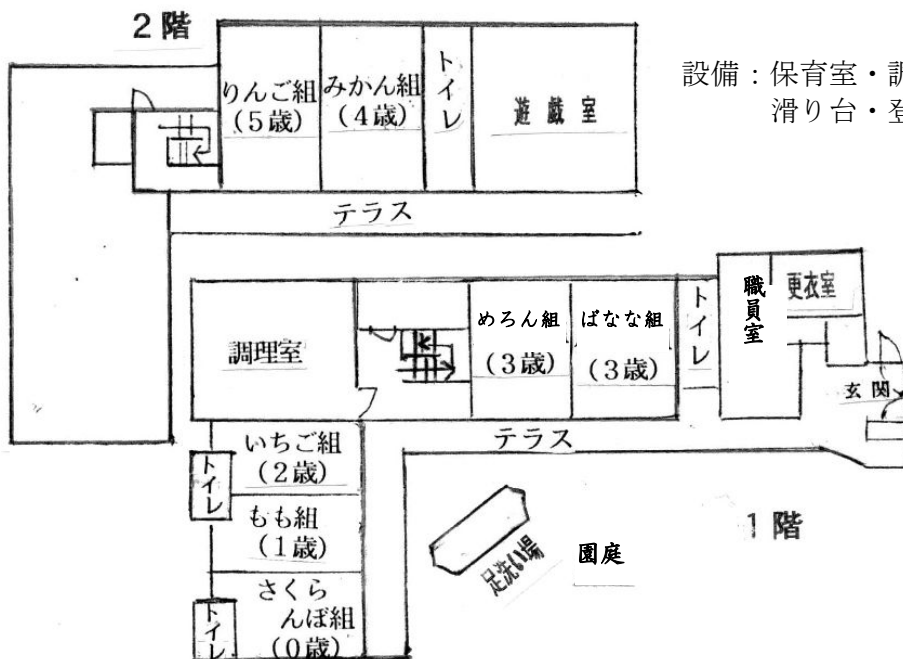 2階
設備：保育室・調
滑り台・登
りんご組
(5歳)
みかん組
(4歳)
トイレ
遊戯室
テラス
調理室
めろん組
(3歳)
ばなな組
(3歳)
トイレ
職員室
更衣室
玄関
テラス
いちご組
(2歳)
トイレ
もも組
(1歳)
さくら
んぼ組
(0歳)
トイレ
足洗い場
園庭
1階